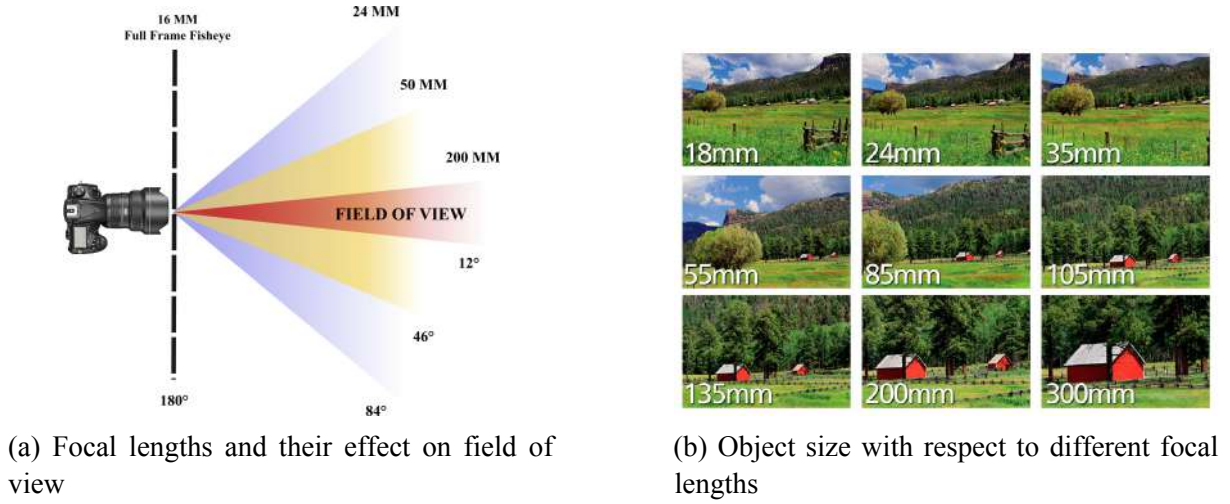 16 MM
Full Frame Fisheye
24 MM
50 MM
200 MM
FIELD OF VIEW
12°
46°
84°
180°
(a) Focal lengths and their effect on field of
view
18mm
24mm
35mm
55mm
85mm
105mm
135mm
200mm
300mm
(b) Object size with respect to different focal
lengths